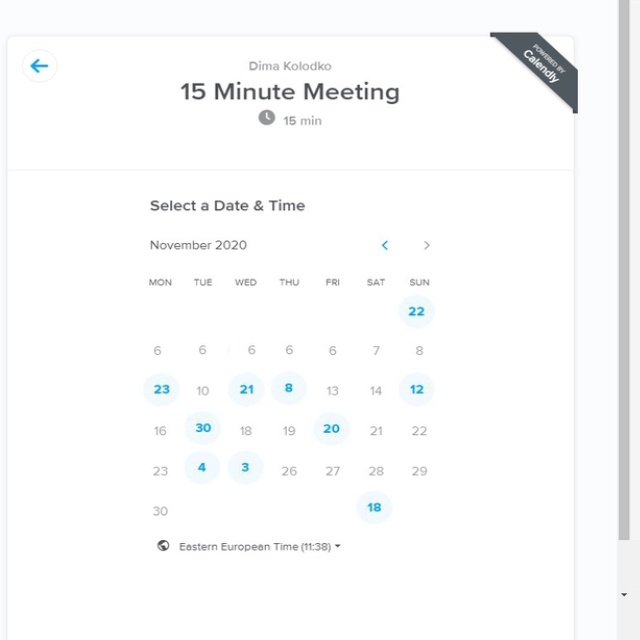 POWERED BY
Calendly
Dima Kolodko
15 Minute Meeting
15 min
Select a Date & Time
November 2020
MON TUE WED THU FRI SAT SUN
22
6 6 6 6 6 7 8
23 10 21 8 13 14 12
16 30 18 19 20 21 22
23 4 3 26 27 28 29
30 18
Eastern European Time (11:38)